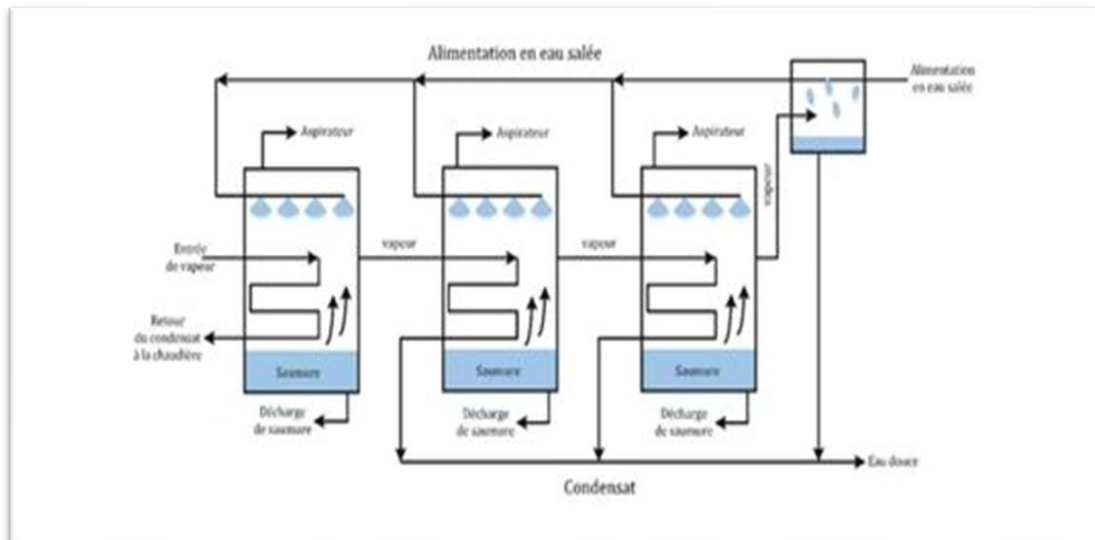 Alimentation en eau salée
Alimentation
en eau salée
Aspirateur
Aspirateur
Aspirateur
vapeur
Entrée
de vapeur
vapeur
vapeur
Retour
du condensat
à la chaudière
Saumure
Saumure
Saumure
Décharge
de saumure
Décharge
de saumure
Décharge
de saumure
Eau douce
Condensat